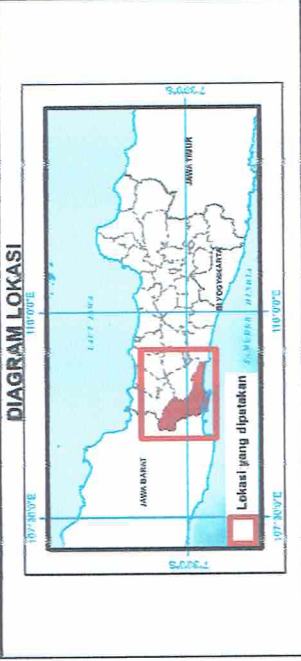 DIAGRAM LOKASI
107°30'0"E
110°0'0"E
7°30'0"S
7°30'0"S
LAUT JAWA
JAWA BARAT
JAWA TIMUR
DI.YOGYAKARTA
SAMUDERA HINDIA
Lokasi yang dipetakan
107°30'0"E
110°0'0"E